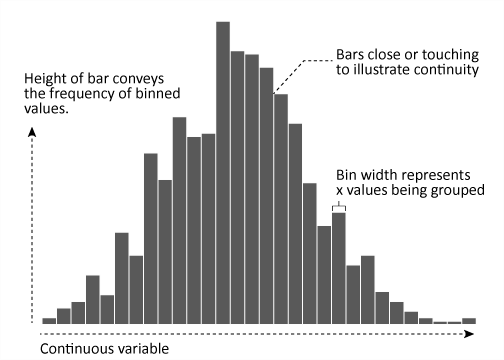 Height of bar conveys
the frequency of binned
values.
Bars close or touching
to illustrate continuity
Bin width represents
x values being grouped
Continuous variable